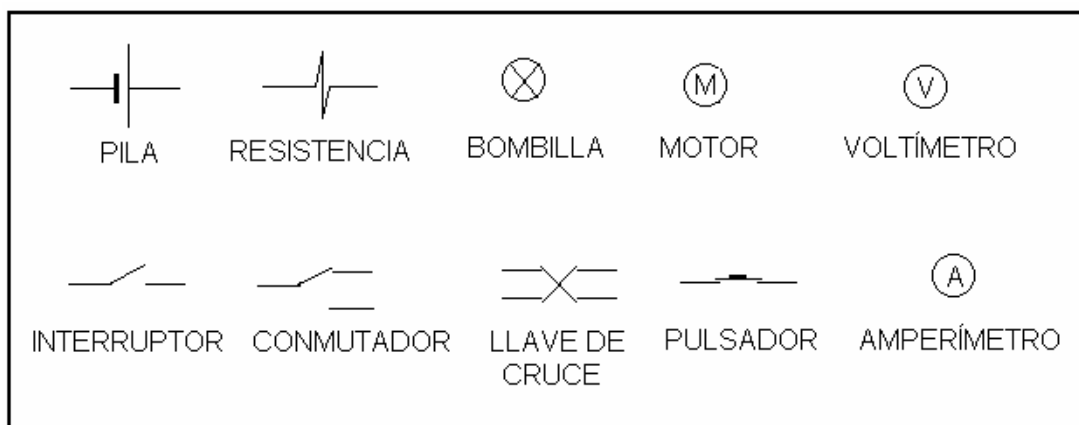 M
V
PILA
RESISTENCIA
BOMBILLA
MOTOR
VOLTÍMETRO
A
INTERRUPTOR
CONMUTADOR
LLAVE DE
CRUCE
PULSADOR
AMPERÍMETRO